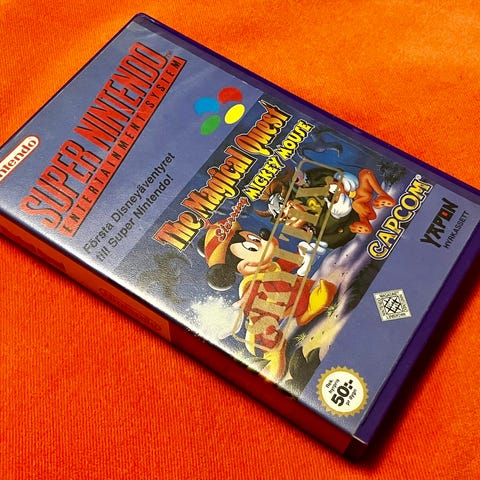 Nintendo
SUPER NINTENDO
ENTERTAINMENT SYSTEM
Första Disneyäventyret
till Super Nintendo!
The Magical Quest
Starring MICKEY MOUSE
CAPCOM
YAPON
HYRKASSETT
50:-